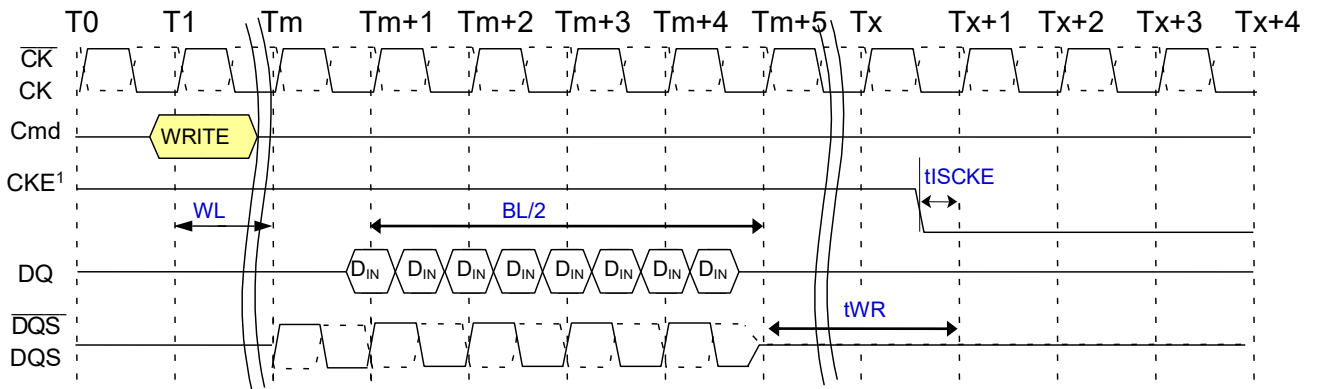 T0 T1 Tm Tm+1 Tm+2 Tm+3 Tm+4 Tm+5 Tx Tx+1 Tx+2 Tx+3 Tx+4
CK
CK
Cmd WRITE
CKE1 tISCKE
WL BL/2
DQ DIN DIN DIN DIN DIN DIN DIN DIN
tWR
DQS
DQS